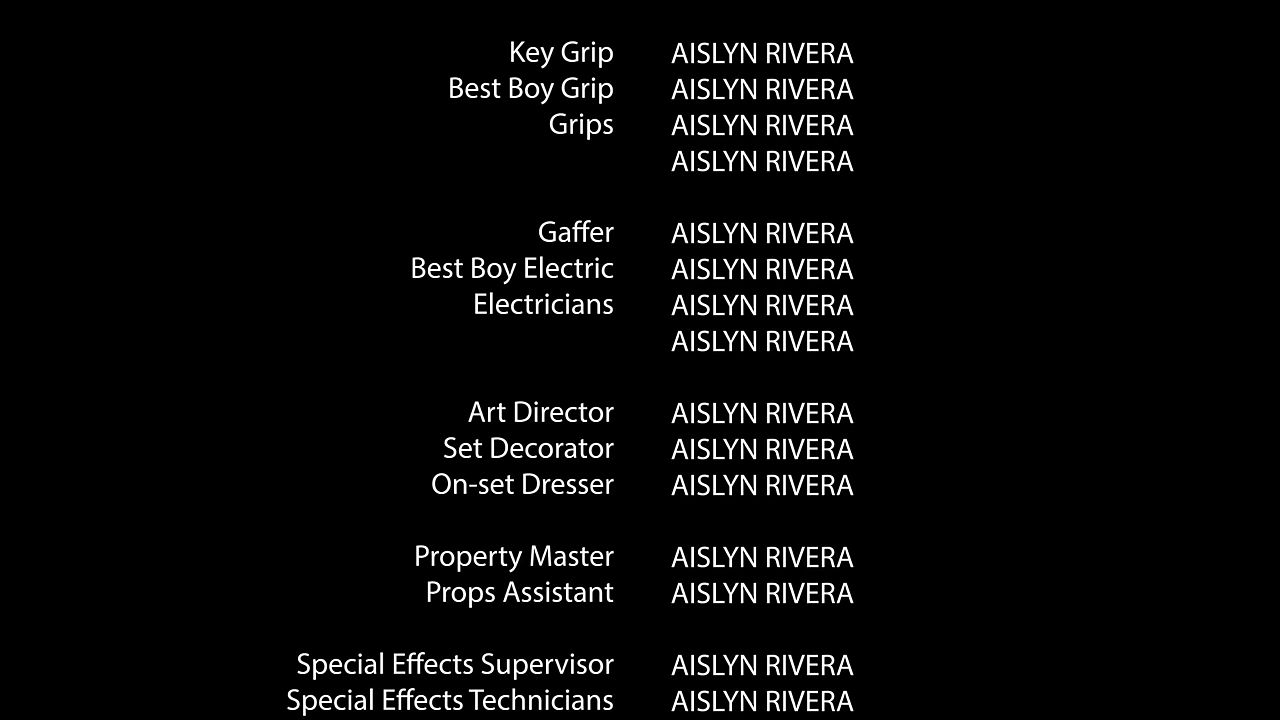 Key Grip AISLYN RIVERA
Best Boy Grip AISLYN RIVERA
Grips AISLYN RIVERA
AISLYN RIVERA
Gaffer AISLYN RIVERA
Best Boy Electric AISLYN RIVERA
Electricians AISLYN RIVERA
AISLYN RIVERA
Art Director AISLYN RIVERA
Set Decorator AISLYN RIVERA
On-set Dresser AISLYN RIVERA
Property Master AISLYN RIVERA
Props Assistant AISLYN RIVERA
Special Effects Supervisor AISLYN RIVERA
Special Effects Technicians AISLYN RIVERA